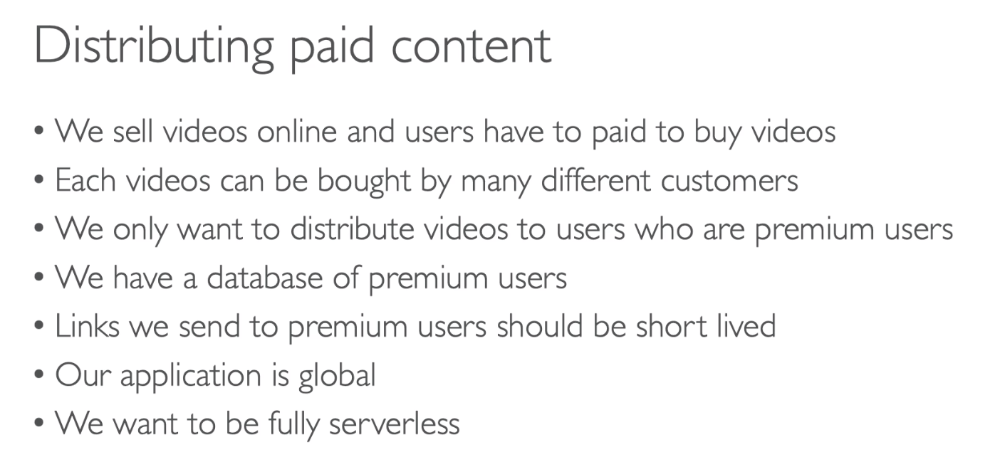 Distributing paid content
• We sell videos online and users have to paid to buy videos
• Each videos can be bought by many different customers
• We only want to distribute videos to users who are premium users
• We have a database of premium users
• Links we send to premium users should be short lived
• Our application is global
• We want to be fully serverless